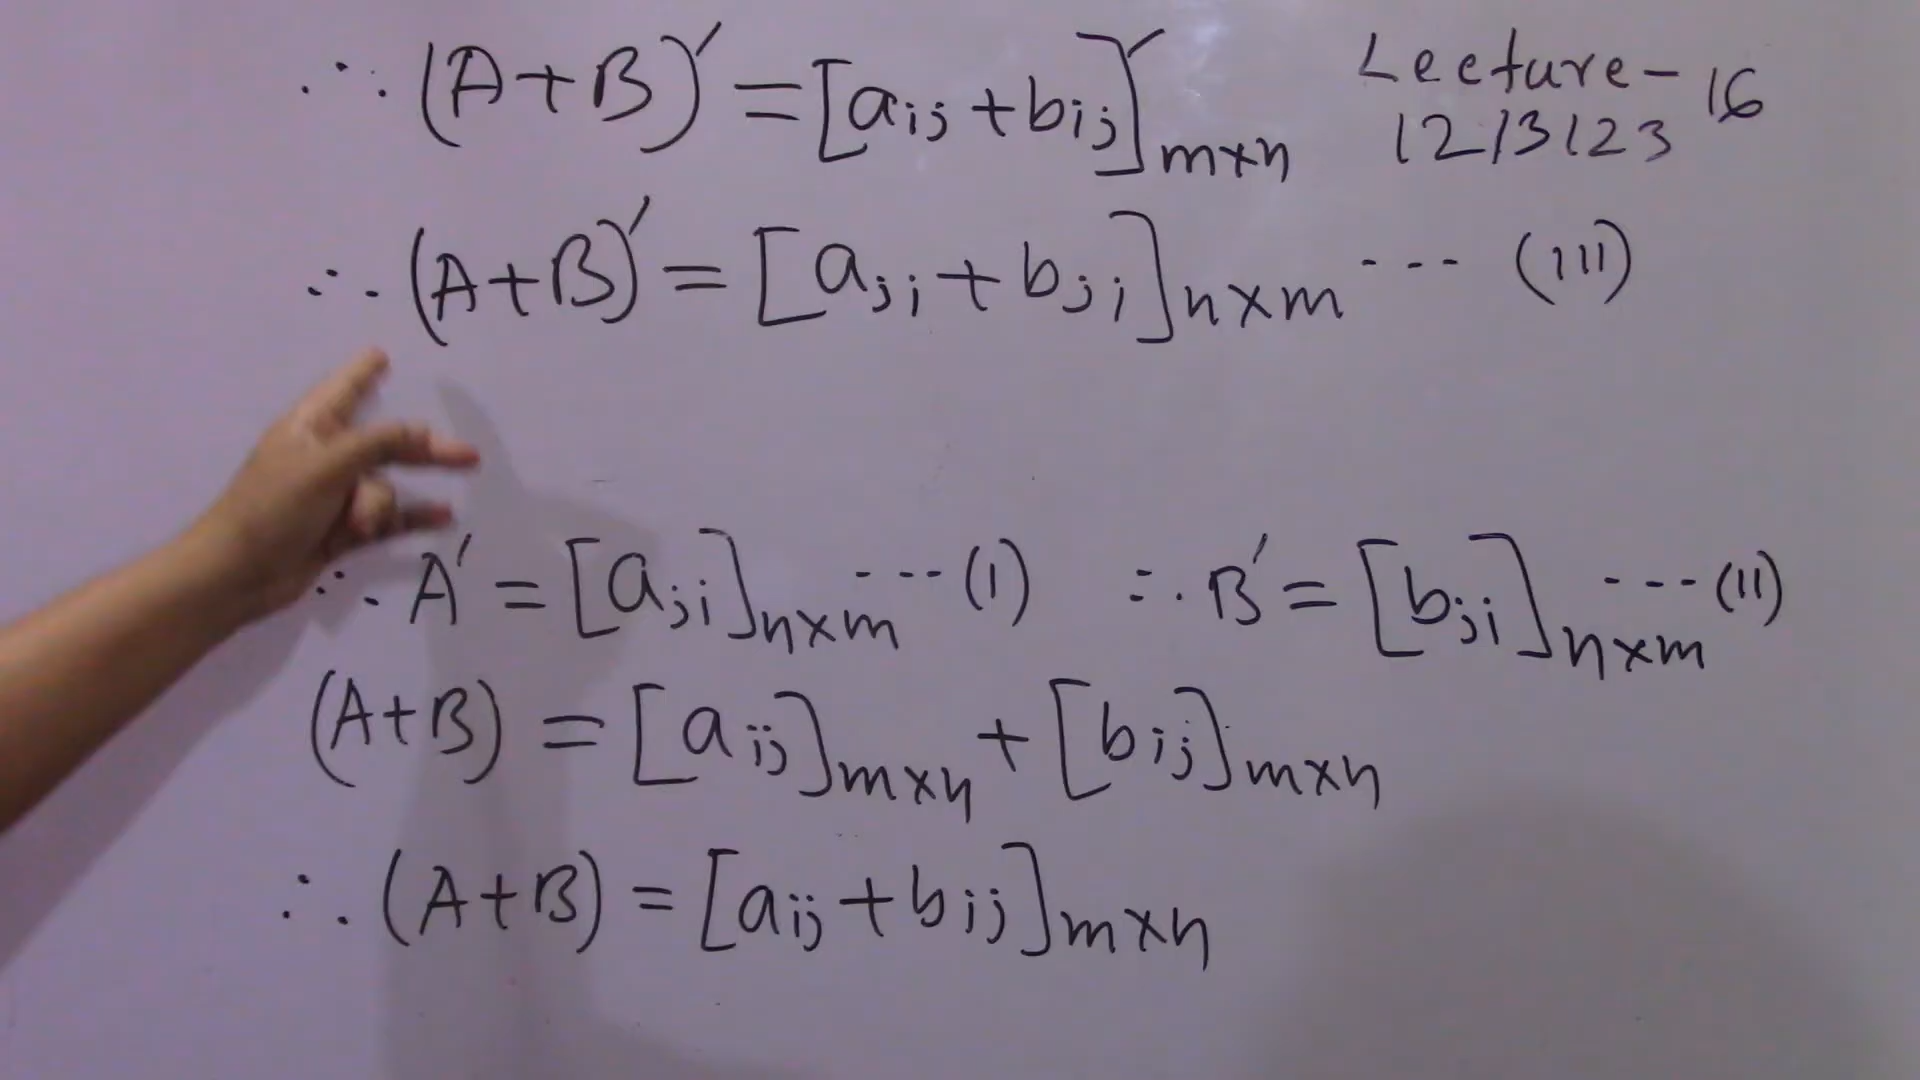 ∴ (A+B)′ = [aij + bij]′m×n
Lecture - 16
12/3/23
∴ (A+B)′ = [aji + bji]n×m --- (III)
∴ A′ = [aji]n×m --- (I) ∴ B′ = [bji]n×m --- (II)
(A+B) = [aij]m×n + [bij]m×n
∴ (A+B) = [aij + bij]m×n